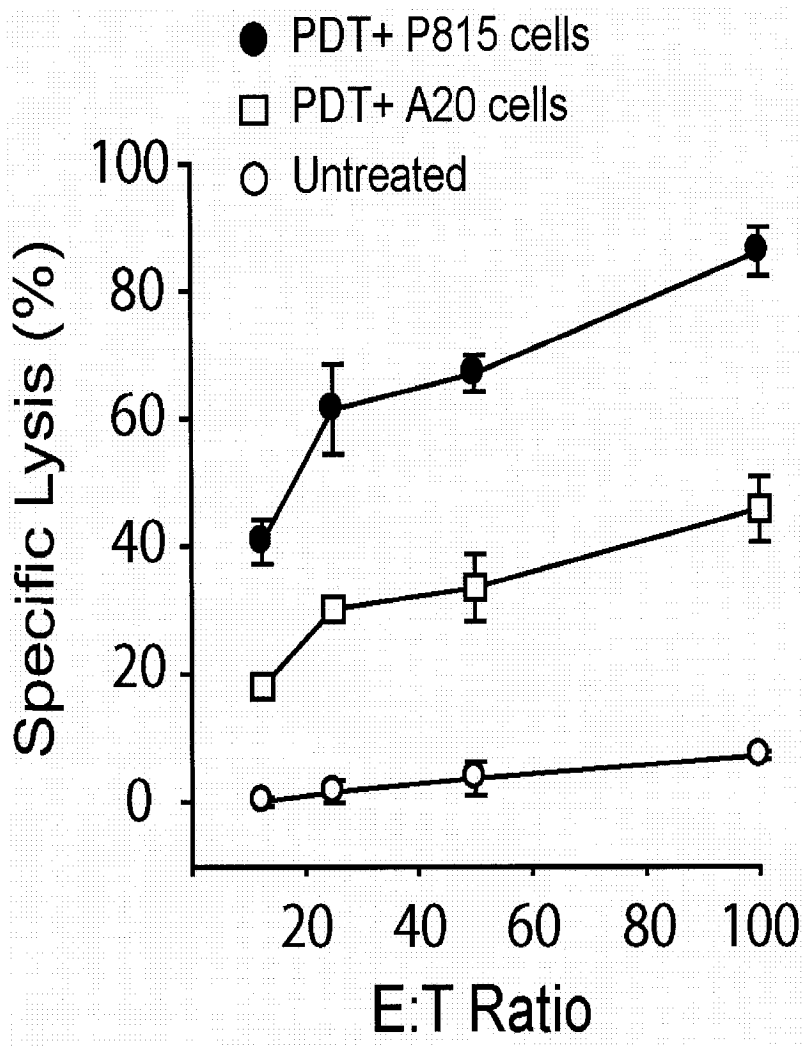 PDT+ P815 cells
PDT+ A20 cells
Untreated
100
80
60
40
20
0
Specific Lysis (%)
20 40 60 80 100
E:T Ratio